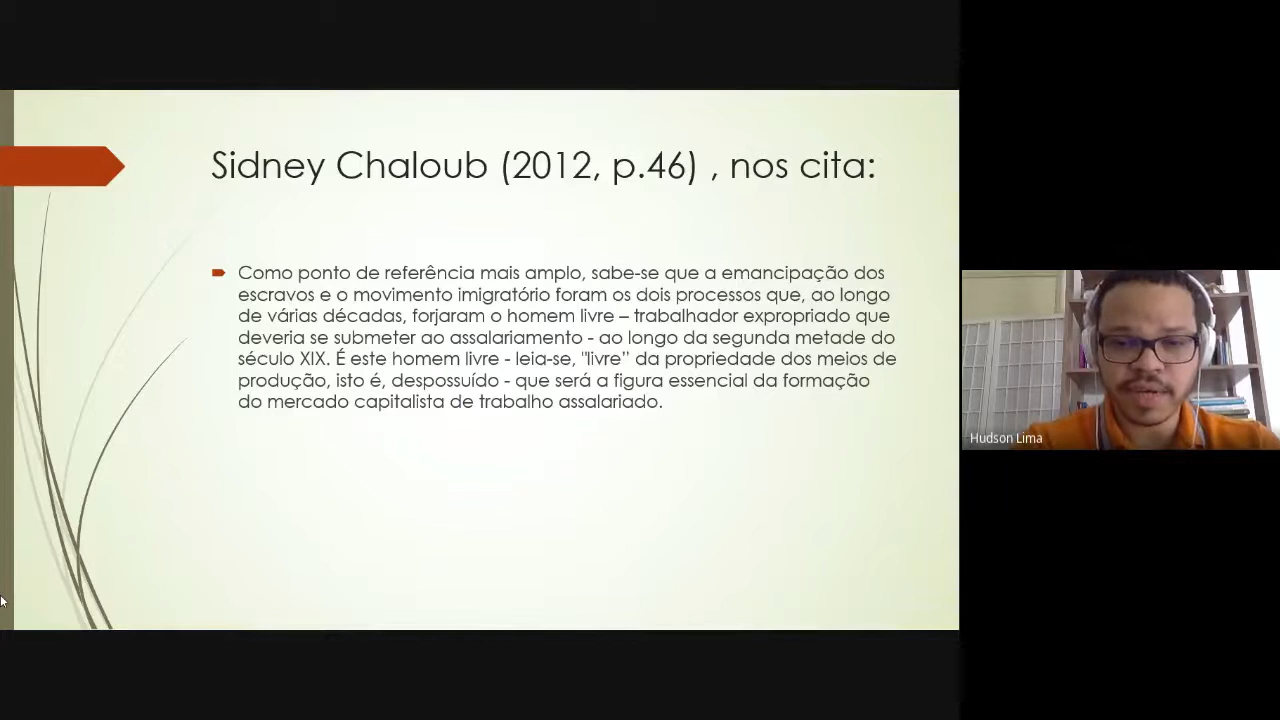 Sidney Chaloub (2012, p.46) , nos cita:
Como ponto de referência mais amplo, sabe-se que a emancipação dos
escravos e o movimento imigratório foram os dois processos que, ao longo
de várias décadas, forjaram o homem livre – trabalhador expropriado que
deveria se submeter ao assalariamento - ao longo da segunda metade do
século XIX. É este homem livre - leia-se, "livre" da propriedade dos meios de
produção, isto é, despossuído - que será a figura essencial da formação
do mercado capitalista de trabalho assalariado.
Hudson Lima